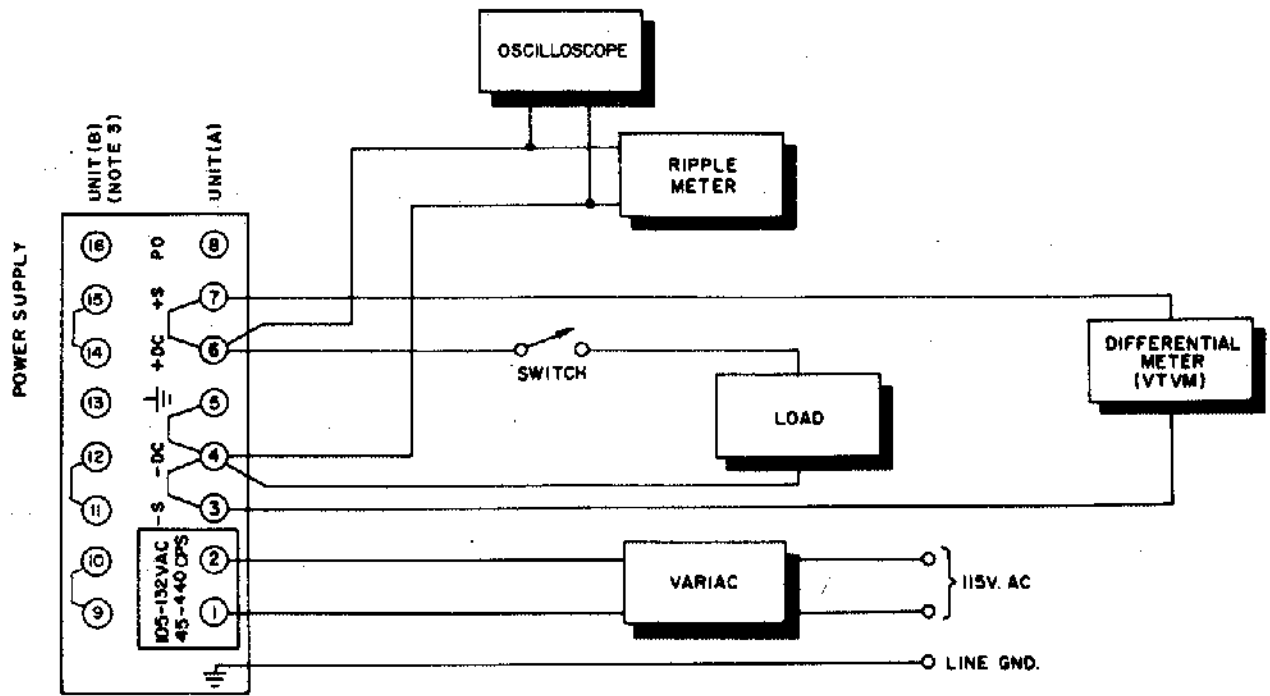 OSCILLOSCOPE
RIPPLE
METER
POWER SUPPLY
UNIT (B)
(NOTE 3)
UNIT (A)
16 PO 8
15 +S 7
14 +DC 6
13 5
12 -DC 4
11 -S 3
10 2
9 1
105-132VAC
45-440CPS
SWITCH
LOAD
DIFFERENTIAL
METER
(VTVM)
VARIAC
115V. AC
LINE GND.